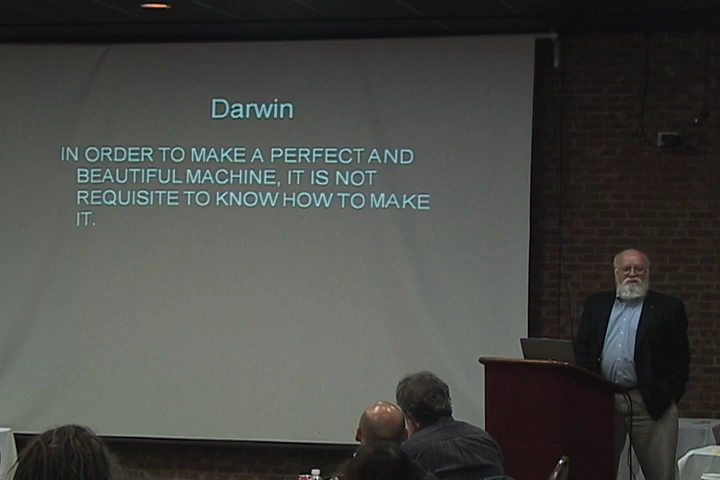 Darwin
IN ORDER TO MAKE A PERFECT AND
BEAUTIFUL MACHINE, IT IS NOT
REQUISITE TO KNOW HOW TO MAKE
IT.